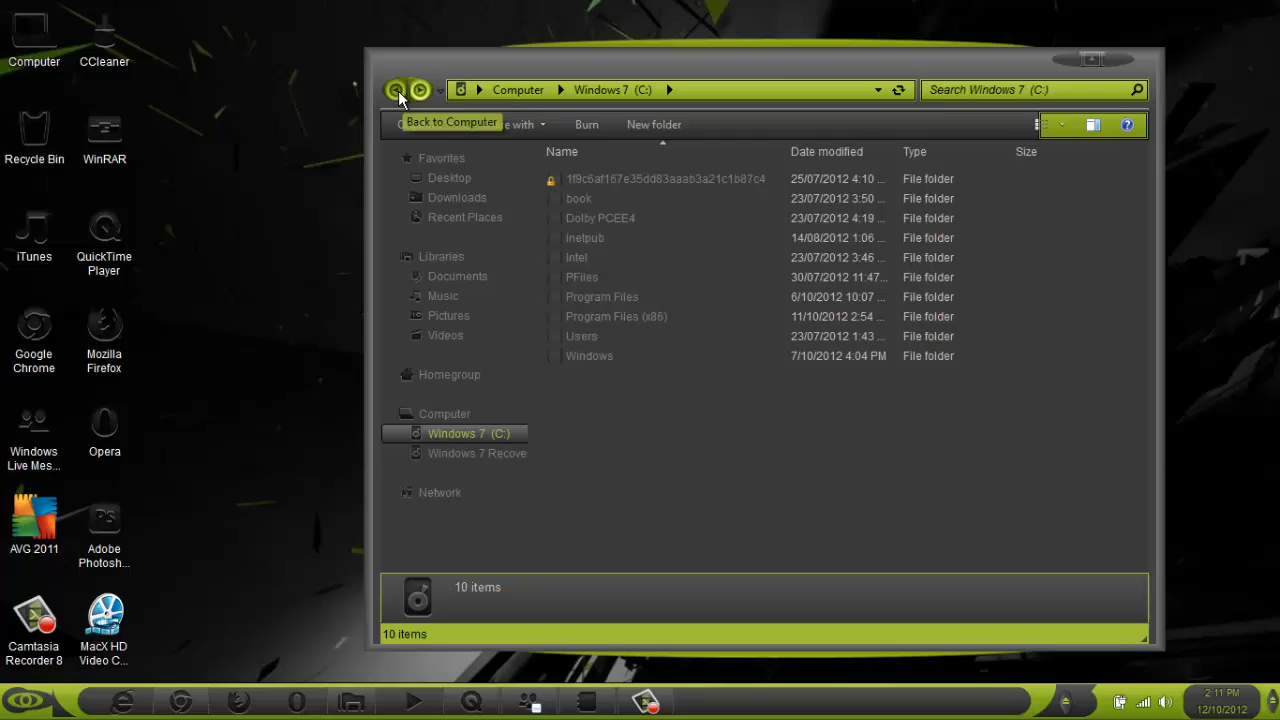 Computer
CCleaner
Recycle Bin
WinRAR
iTunes
QuickTime
Player
Google
Chrome
Mozilla
Firefox
Windows
Live Mes...
Opera
AVG 2011
Adobe
Photosh...
Camtasia
Recorder 8
MacX HD
Video C...
Computer
Windows 7 (C:)
Search Windows 7 (C:)
Back to Computer
e with
Burn
New folder
Favorites
Desktop
Downloads
Recent Places
Libraries
Documents
Music
Pictures
Videos
Homegroup
Computer
Windows 7 (C:)
Windows 7 Recove
Network
Name Date modified Type Size
1f9c6af167e35dd83aaab3a21c1b87c4 25/07/2012 4:10 ... File folder
book 23/07/2012 3:50 ... File folder
Dolby PCEE4 23/07/2012 4:19 ... File folder
inetpub 14/08/2012 1:06 ... File folder
Intel 23/07/2012 3:46 ... File folder
PFiles 30/07/2012 11:47... File folder
Program Files 6/10/2012 10:07 ... File folder
Program Files (x86) 11/10/2012 2:54 ... File folder
Users 23/07/2012 1:43 ... File folder
Windows 7/10/2012 4:04 PM File folder
10 items
10 items
2:11 PM
12/10/2012